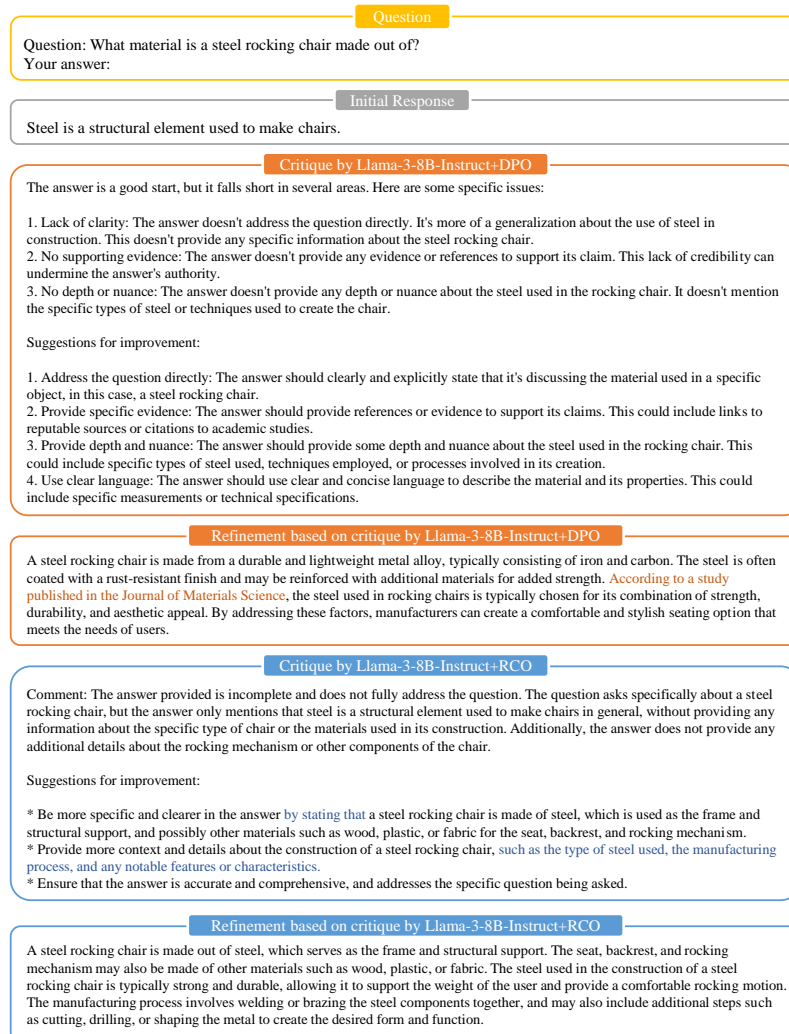 Question
Question: What material is a steel rocking chair made out of?
Your answer:
Initial Response
Steel is a structural element used to make chairs.
Critique by Llama-3-8B-Instruct+DPO
The answer is a good start, but it falls short in several areas. Here are some specific issues:
1. Lack of clarity: The answer doesn't address the question directly. It's more of a generalization about the use of steel in
construction. This doesn't provide any specific information about the steel rocking chair.
2. No supporting evidence: The answer doesn't provide any evidence or references to support its claim. This lack of credibility can
undermine the answer's authority.
3. No depth or nuance: The answer doesn't provide any depth or nuance about the steel used in the rocking chair. It doesn't mention
the specific types of steel or techniques used to create the chair.
Suggestions for improvement:
1. Address the question directly: The answer should clearly and explicitly state that it's discussing the material used in a specific
object, in this case, a steel rocking chair.
2. Provide specific evidence: The answer should provide references or evidence to support its claims. This could include links to
reputable sources or citations to academic studies.
3. Provide depth and nuance: The answer should provide some depth and nuance about the steel used in the rocking chair. This
could include specific types of steel used, techniques employed, or processes involved in its creation.
4. Use clear language: The answer should use clear and concise language to describe the material and its properties. This could
include specific measurements or technical specifications.
Refinement based on critique by Llama-3-8B-Instruct+DPO
A steel rocking chair is made from a durable and lightweight metal alloy, typically consisting of iron and carbon. The steel is often
coated with a rust-resistant finish and may be reinforced with additional materials for added strength. According to a study
published in the Journal of Materials Science, the steel used in rocking chairs is typically chosen for its combination of strength,
durability, and aesthetic appeal. By addressing these factors, manufacturers can create a comfortable and stylish seating option that
meets the needs of users.
Critique by Llama-3-8B-Instruct+RCO
Comment: The answer provided is incomplete and does not fully address the question. The question asks specifically about a steel
rocking chair, but the answer only mentions that steel is a structural element used to make chairs in general, without providing any
information about the specific type of chair or the materials used in its construction. Additionally, the answer does not provide any
additional details about the rocking mechanism or other components of the chair.
Suggestions for improvement:
* Be more specific and clearer in the answer by stating that a steel rocking chair is made of steel, which is used as the frame and
structural support, and possibly other materials such as wood, plastic, or fabric for the seat, backrest, and rocking mechanism.
* Provide more context and details about the construction of a steel rocking chair, such as the type of steel used, the manufacturing
process, and any notable features or characteristics.
* Ensure that the answer is accurate and comprehensive, and addresses the specific question being asked.
Refinement based on critique by Llama-3-8B-Instruct+RCO
A steel rocking chair is made out of steel, which serves as the frame and structural support. The seat, backrest, and rocking
mechanism may also be made of other materials such as wood, plastic, or fabric. The steel used in the construction of a steel
rocking chair is typically strong and durable, allowing it to support the weight of the user and provide a comfortable rocking motion.
The manufacturing process involves welding or brazing the steel components together, and may also include additional steps such
as cutting, drilling, or shaping the metal to create the desired form and function.